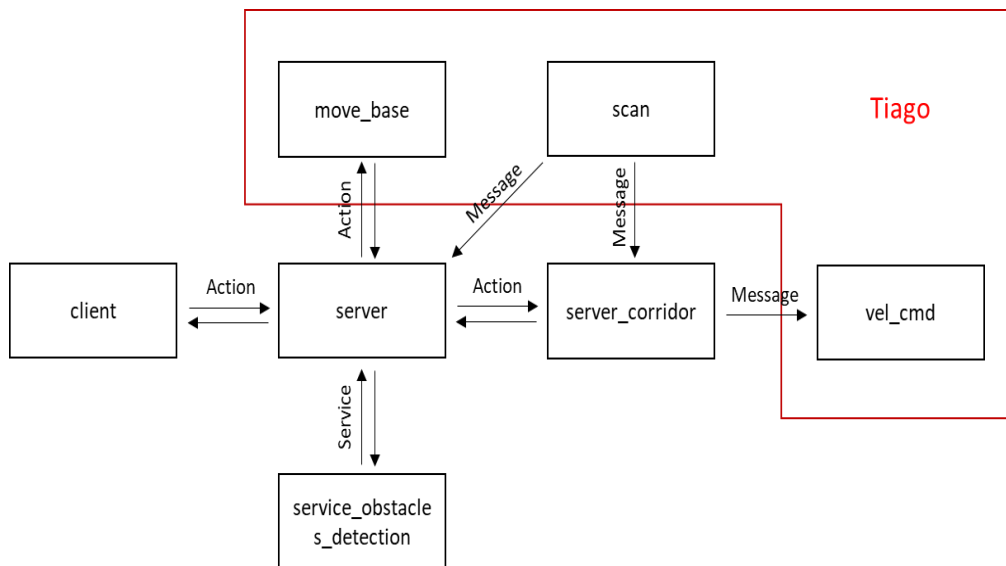 move_base
scan
Tiago
Action
Message
Message
client
Action
server
Action
server_corridor
Message
vel_cmd
Service
service_obstacle
s_detection